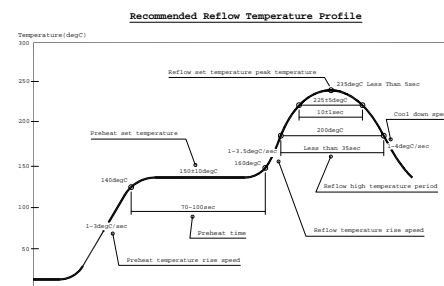 Recommended Reflow Temperature Profile
Temperature(degC)
300
250
200
150
100
50
Reflow set temperature peak temperature
235degC Less Than 5sec
225±5degC
10±1sec
Cool down spe
Preheat set temperature
200degC
1-3.5degC/sec
Less than 35sec
1-4degC/sec
160degC
150±10degC
140degC
Reflow high temperature period
70-100sec
1-3degC/sec
Preheat time
Reflow temperature rise speed
Preheat temperature rise speed